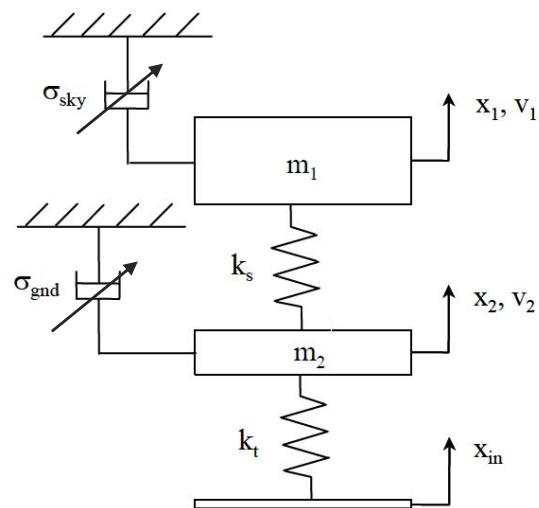 σsky
x1, v1
m1
σgnd
ks
x2, v2
m2
kt
xin